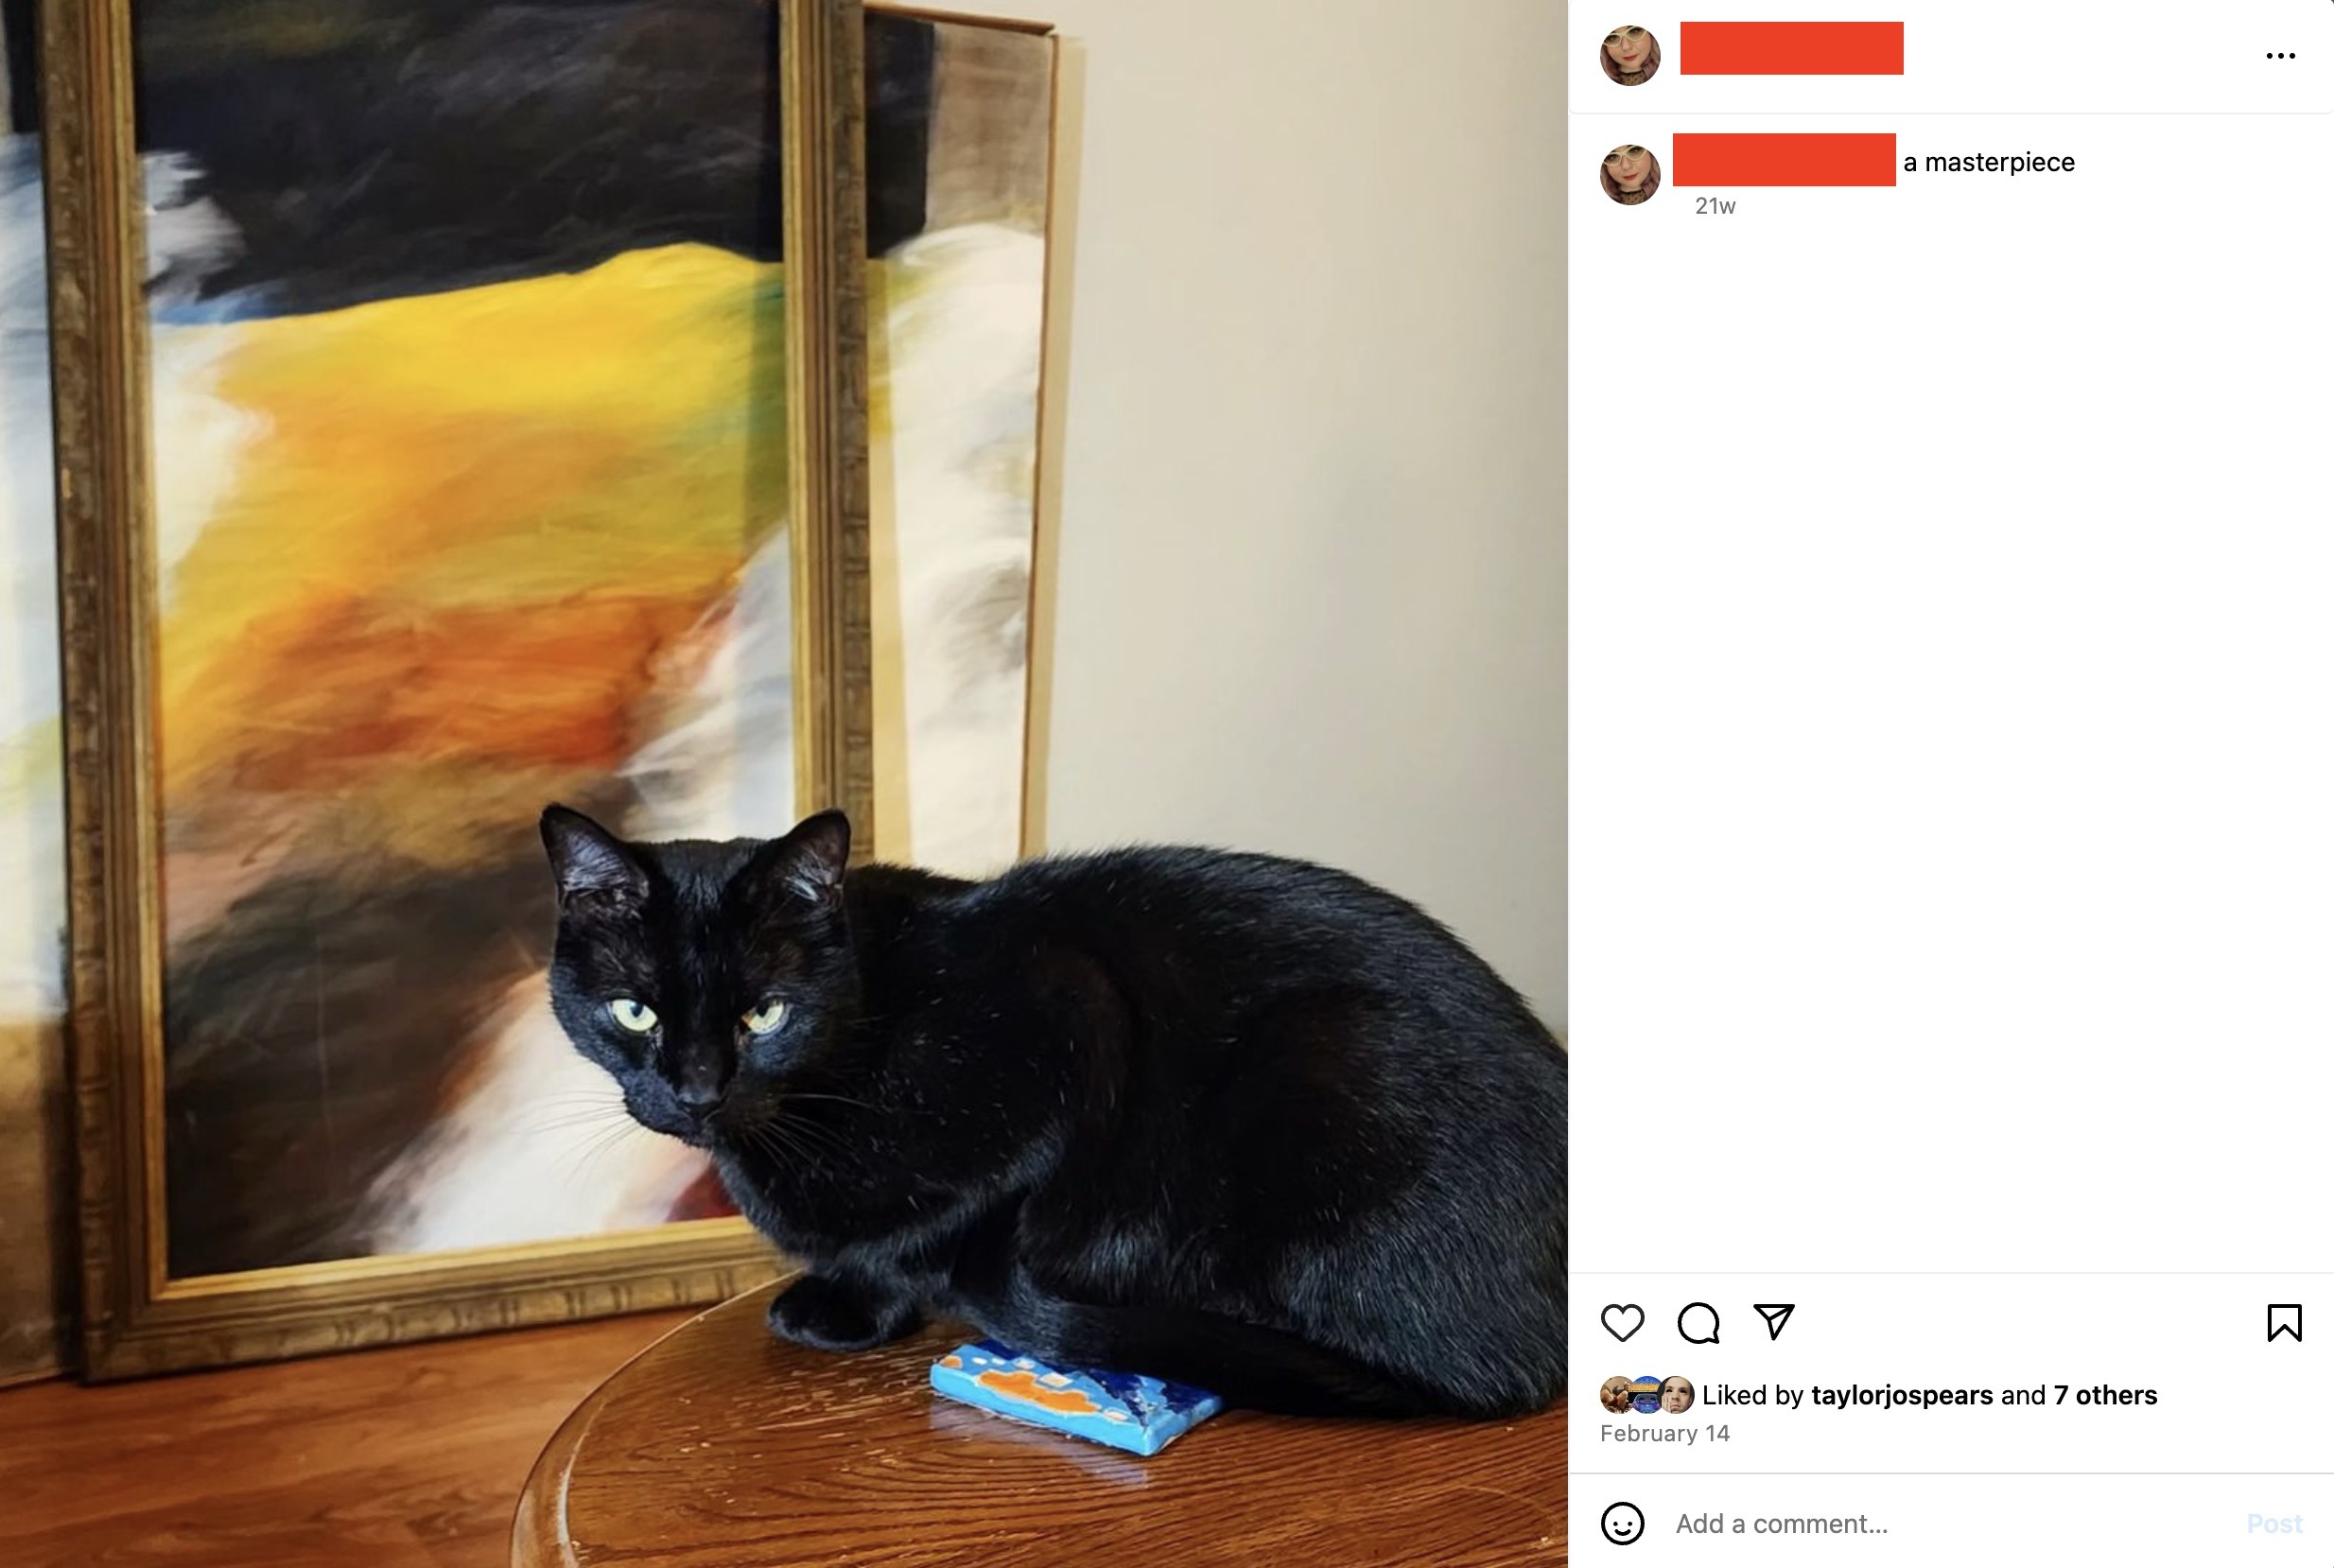 a masterpiece
21w
Liked by taylorjospears and 7 others
February 14
Add a comment...
Post